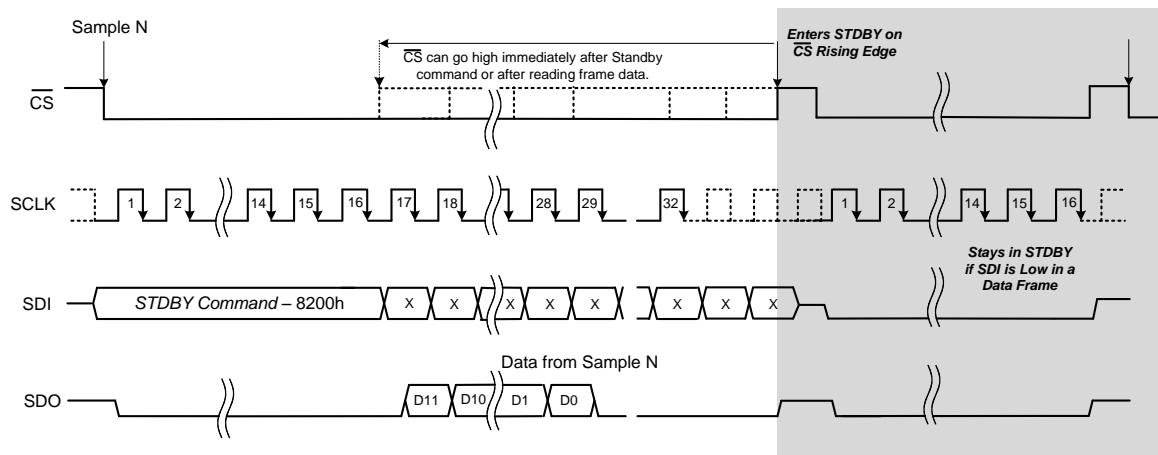 Sample N
Enters STDBY on
CS Rising Edge
CS can go high immediately after Standby
command or after reading frame data.
CS
SCLK
1 2 14 15 16 17 18 28 29 32 1 2 14 15 16
Stays in STDBY
if SDI is Low in a
Data Frame
SDI
STDBY Command – 8200h
X X X X X X X X
Data from Sample N
SDO
D11 D10 D1 D0